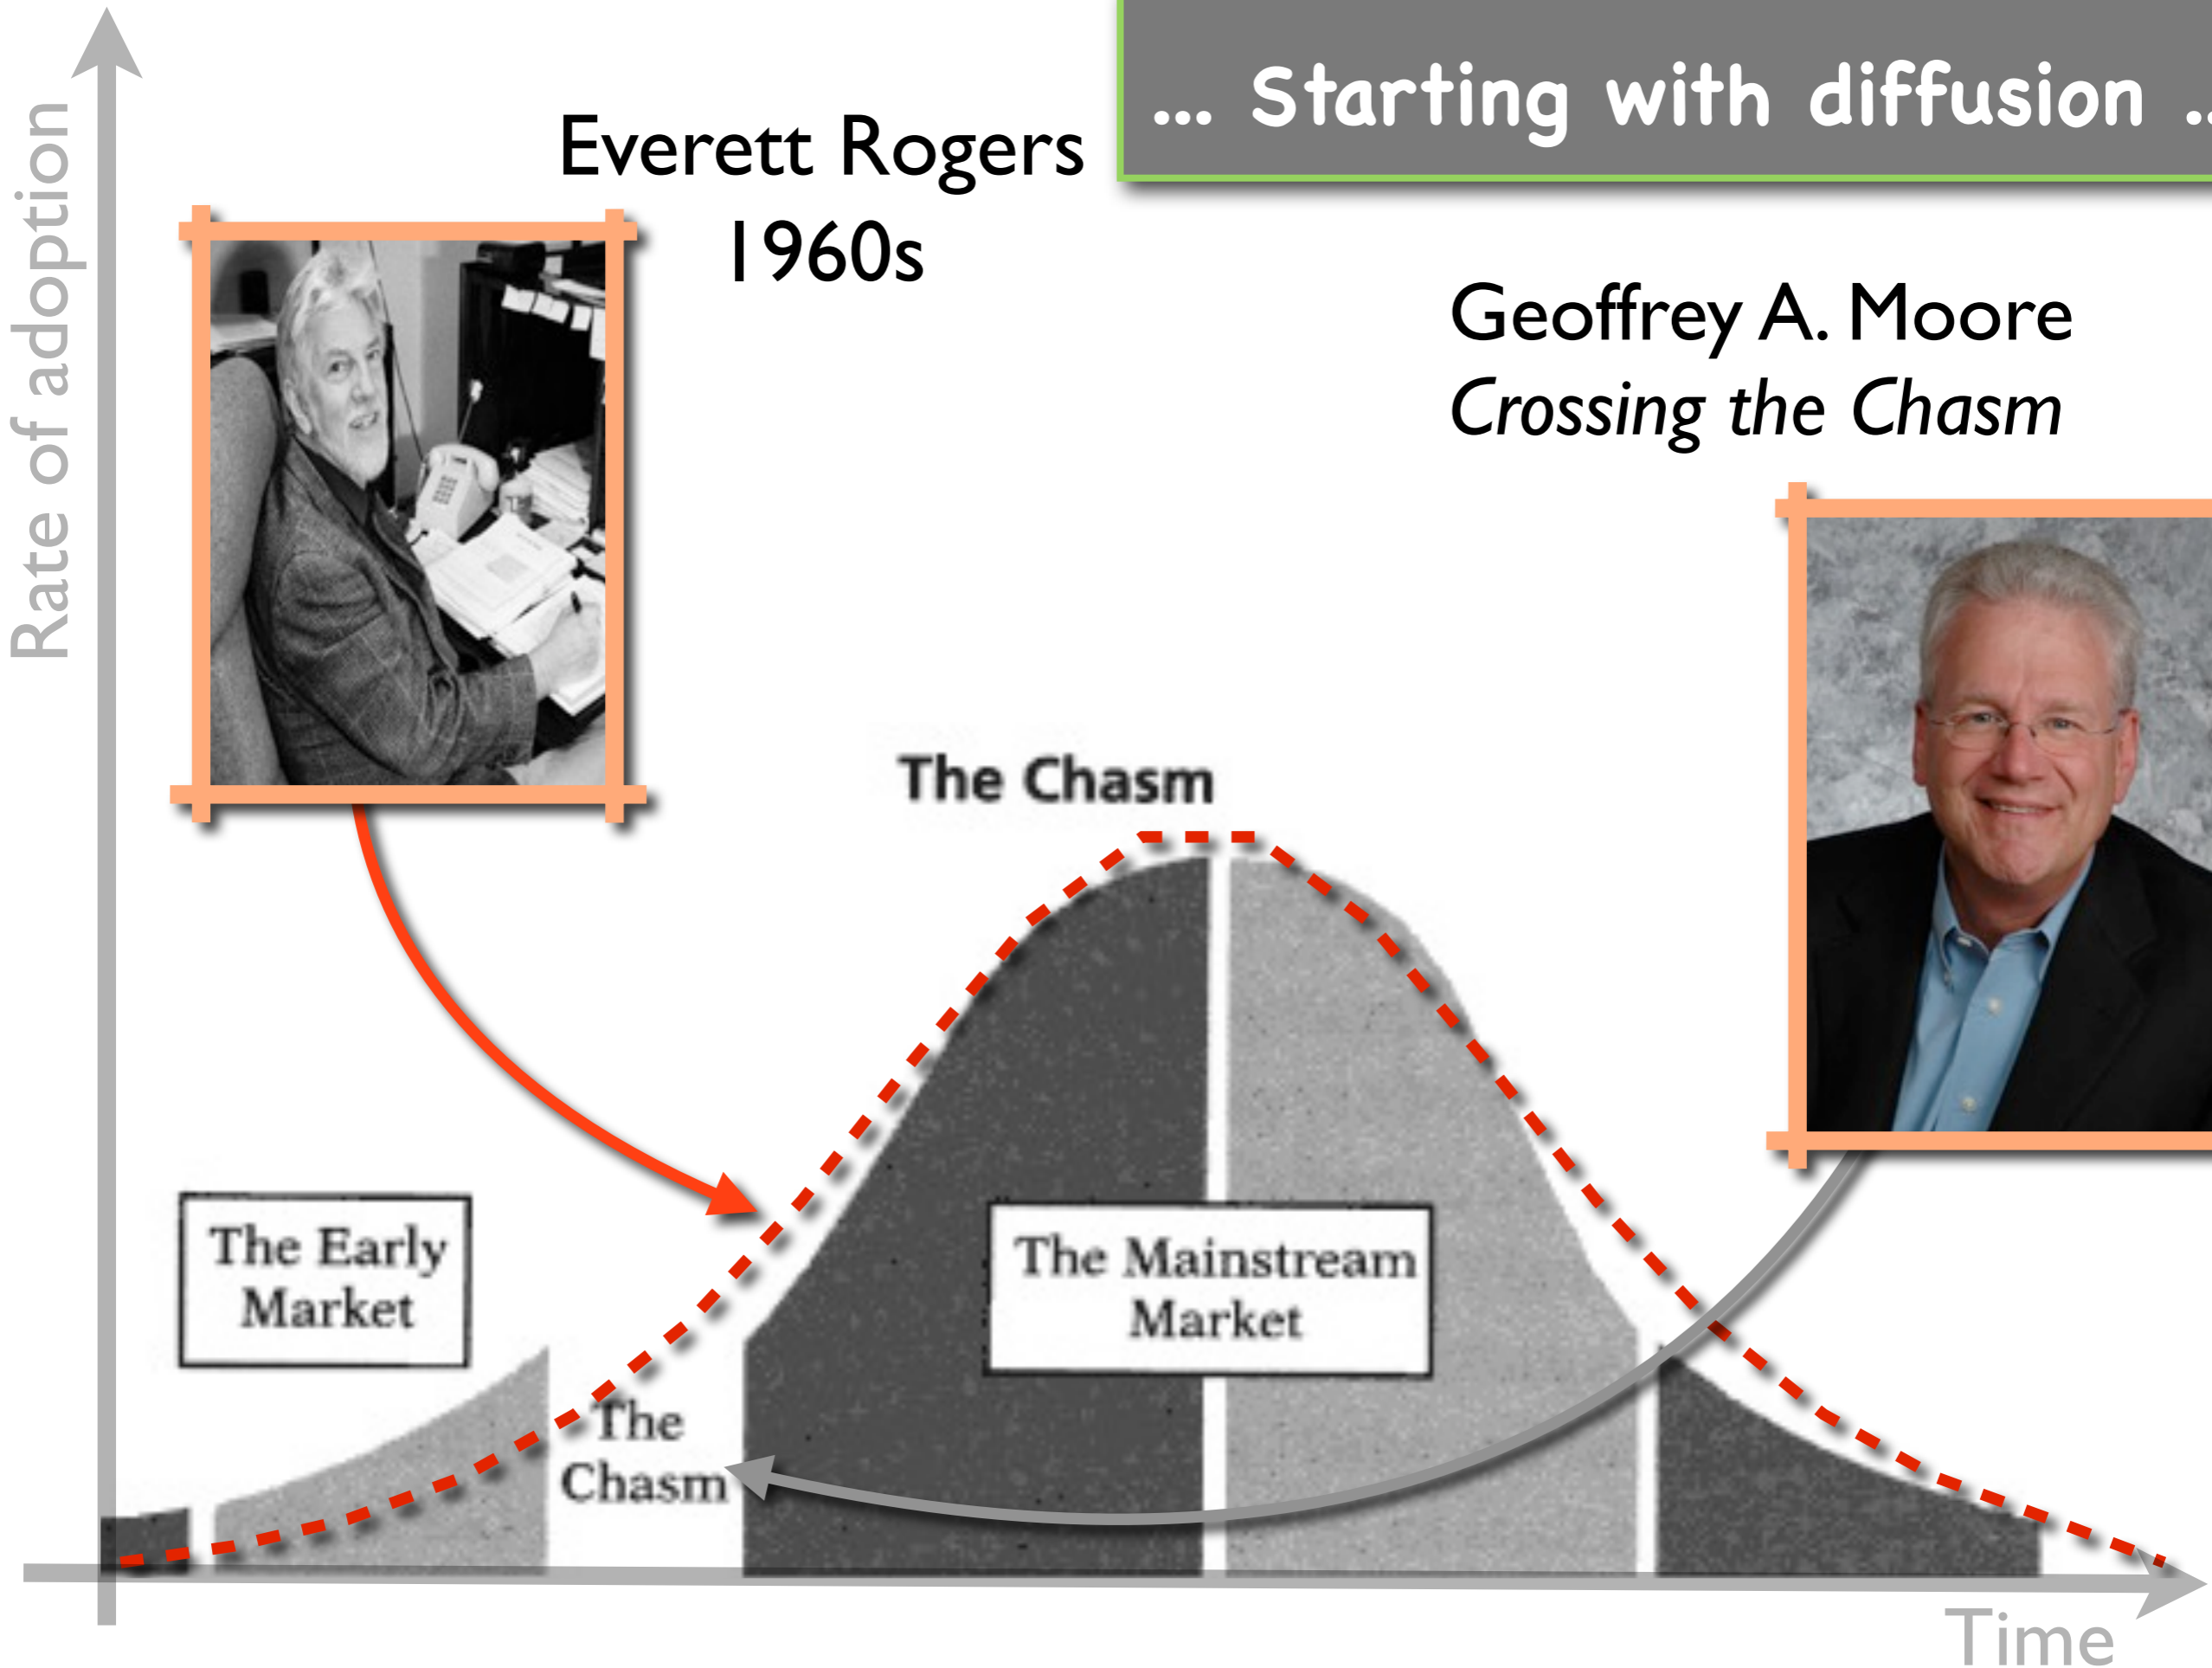 ... Starting with diffusion ..
Everett Rogers
1960s
Geoffrey A. Moore
Crossing the Chasm
Rate of adoption
The Chasm
The Early
Market
The Mainstream
Market
The
Chasm
Time